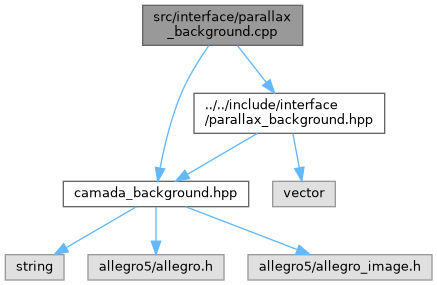 src/interface/parallax
_background.cpp
../../include/interface
/parallax_background.hpp
camada_background.hpp
vector
string
allegro5/allegro.h
allegro5/allegro_image.h